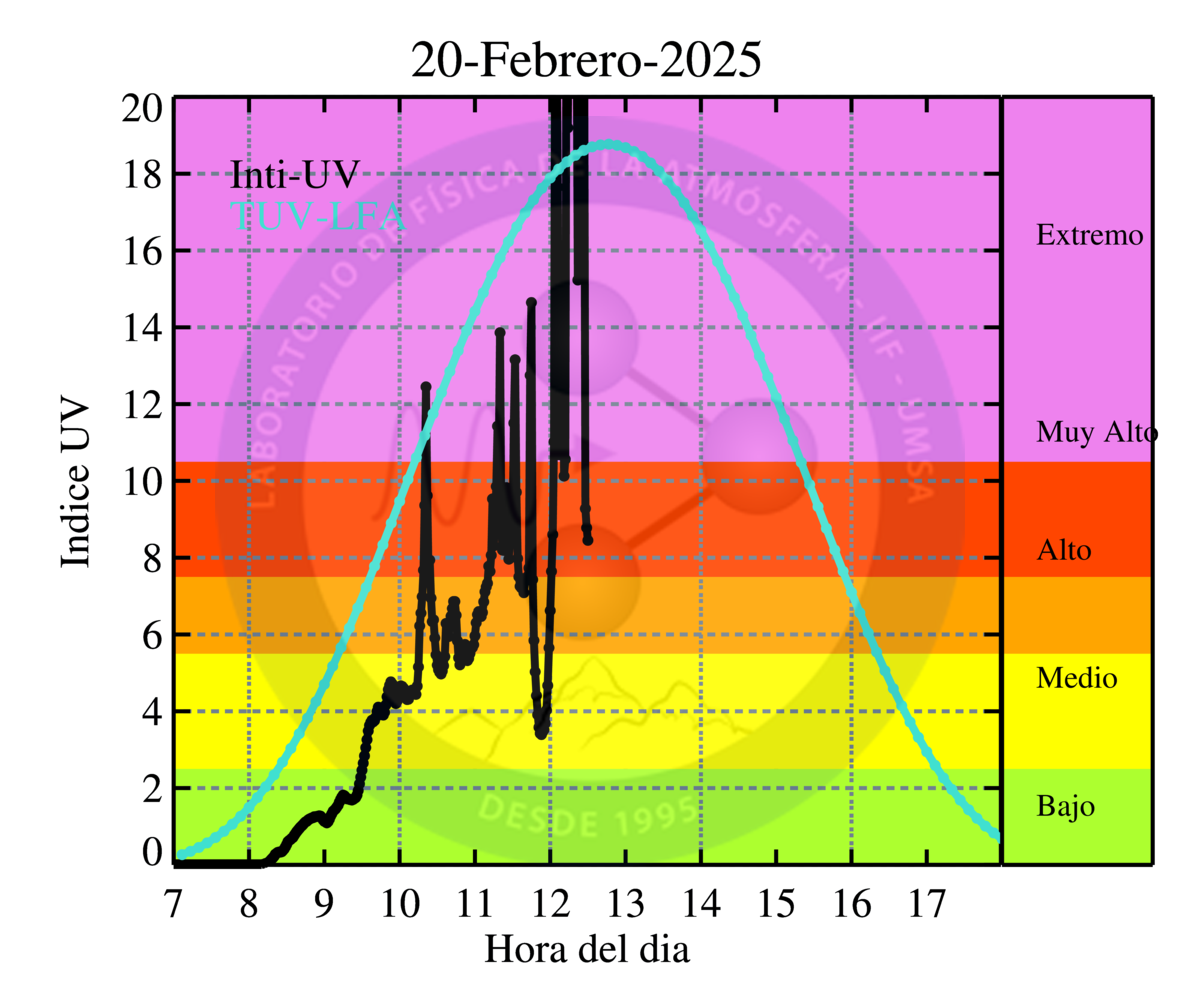 20-Febrero-2025
20
18
16
14
12
10
8
6
4
2
0
Indice UV
Inti-UV
TUV-LFA
LABORATORIO DE FÍSICA DE LA ATMÓSFERA - IIF - UMSA
DESDE 1995
Extremo
Muy Alto
Alto
Medio
Bajo
7 8 9 10 11 12 13 14 15 16 17
Hora del dia